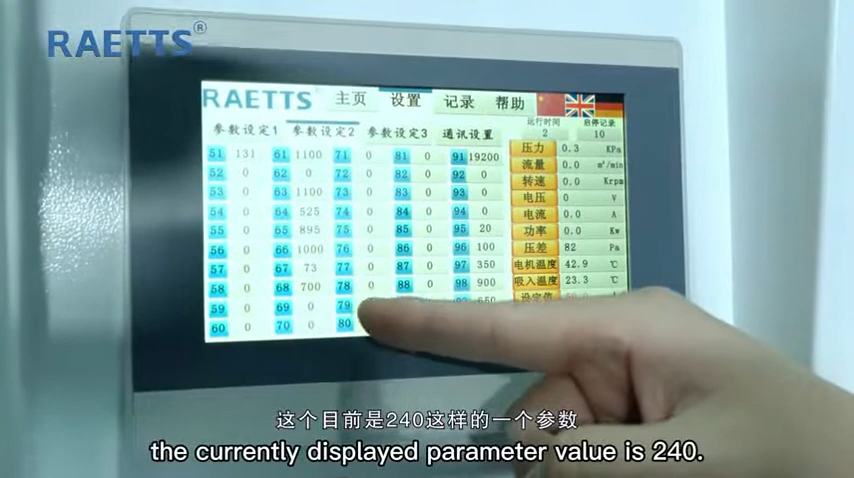 RAETTS®
RAETTS® 主页 设置 记录 帮助
运行时间 启停记录
2 10
参数设定1 参数设定2 参数设定3 通讯设置
51 131 61 1100 71 0 81 0 91 19200 压力 0.3 KPa
52 0 62 0 72 0 82 0 92 0 流量 0.0 m³/min
53 0 63 1100 73 0 83 0 93 0 转速 0.0 Krpm
电压 0 V
54 0 64 525 74 0 84 0 94 0 电流 0.0 A
55 0 65 895 75 0 85 0 95 20 功率 0.0 Kw
56 0 66 1000 76 0 86 0 96 100 压差 82 Pa
57 0 67 73 77 0 87 0 97 350 电机温度 42.9 ℃
58 0 68 700 78 0 88 0 98 900 吸入温度 23.3 ℃
59 0 69 0 79 设定值
60 0 70 0 80
这个目前是240这样的一个参数
the currently displayed parameter value is 240.